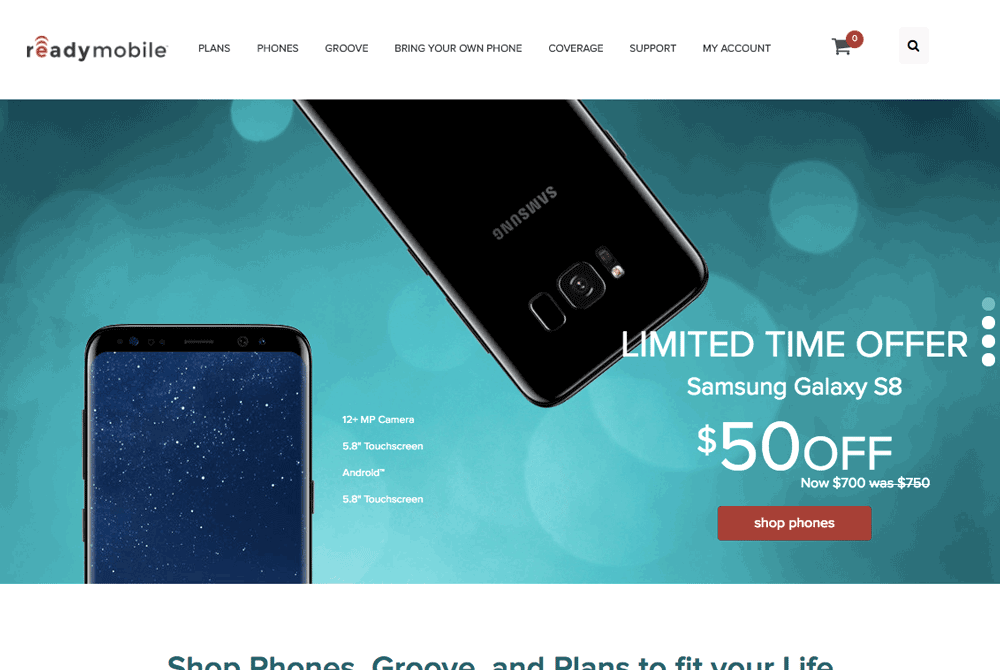 readymobile
PLANS PHONES GROOVE BRING YOUR OWN PHONE COVERAGE SUPPORT MY ACCOUNT
0
SAMSUNG
LIMITED TIME OFFER
Samsung Galaxy S8
12+ MP Camera
5.8" Touchscreen
Android™
5.8" Touchscreen
$50OFF
Now $700 was $750
shop phones
Shop Phones, Groove, and Plans to fit your Life